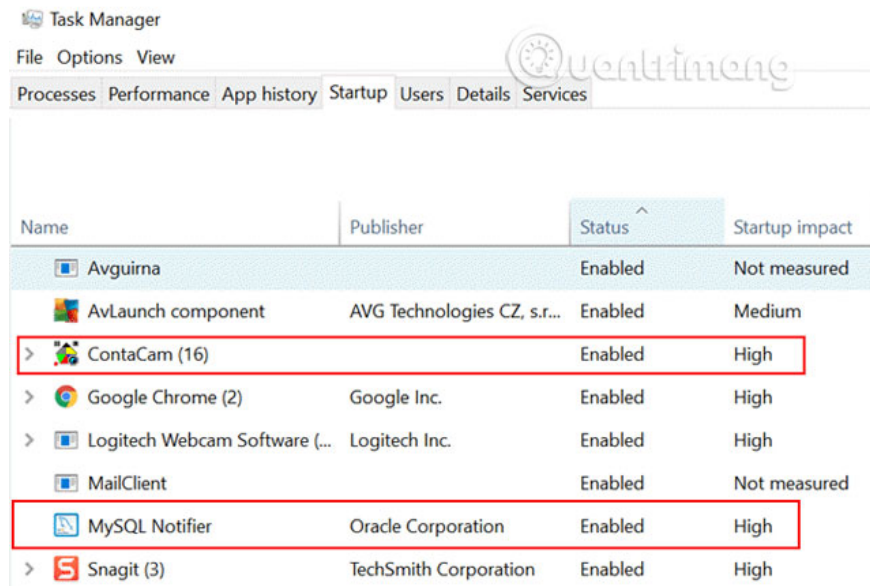 Task Manager
File Options View
Quantrimang
Processes Performance App history Startup Users Details Services
Name Publisher Status Startup impact
Avguirna Enabled Not measured
AvLaunch component AVG Technologies CZ, s.r... Enabled Medium
ContaCam (16) Enabled High
Google Chrome (2) Google Inc. Enabled High
Logitech Webcam Software (... Logitech Inc. Enabled High
MailClient Enabled Not measured
MySQL Notifier Oracle Corporation Enabled High
S Snagit (3) TechSmith Corporation Enabled High